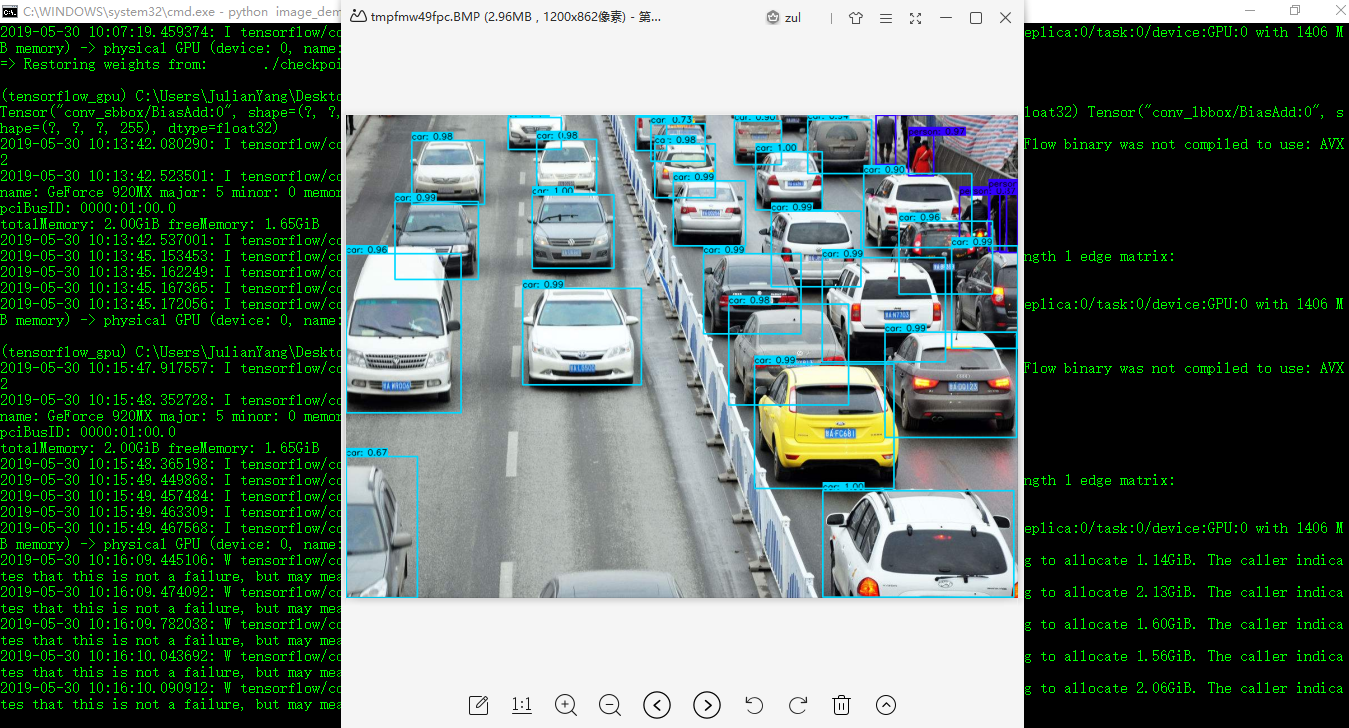 C:\WINDOWS\system32\cmd.exe - python image_dem
tmpfmw49fpc.BMP (2.96MB , 1200x862像素) - 第...
zul
2019-05-30 10:07:19.459374: I tensorflow/co
eplica:0/task:0/device:GPU:0 with 1406 M
B memory) -> physical GPU (device: 0, name:
=> Restoring weights from: ./checkpoi
(tensorflow_gpu) C:\Users\JulianYang\Deskto
Tensor("conv_sbbox/BiasAdd:0", shape=(?, ?,
loat32) Tensor("conv_lbbox/BiasAdd:0", s
hape=(?, ?, ?, 255), dtype=float32)
2019-05-30 10:13:42.080290: I tensorflow/co
Flow binary was not compiled to use: AVX
2
2019-05-30 10:13:42.523501: I tensorflow/co
name: GeForce 920MX major: 5 minor: 0 memor
pciBusID: 0000:01:00.0
totalMemory: 2.00GiB freeMemory: 1.65GiB
2019-05-30 10:13:42.537001: I tensorflow/co
2019-05-30 10:13:45.153453: I tensorflow/co
ngth 1 edge matrix:
2019-05-30 10:13:45.162249: I tensorflow/co
2019-05-30 10:13:45.167365: I tensorflow/co
2019-05-30 10:13:45.172056: I tensorflow/co
eplica:0/task:0/device:GPU:0 with 1406 M
B memory) -> physical GPU (device: 0, name:
(tensorflow_gpu) C:\Users\JulianYang\Deskto
2019-05-30 10:15:47.917557: I tensorflow/co
Flow binary was not compiled to use: AVX
2
2019-05-30 10:15:48.352728: I tensorflow/co
name: GeForce 920MX major: 5 minor: 0 memor
pciBusID: 0000:01:00.0
totalMemory: 2.00GiB freeMemory: 1.65GiB
2019-05-30 10:15:48.365198: I tensorflow/co
2019-05-30 10:15:49.449868: I tensorflow/co
ngth 1 edge matrix:
2019-05-30 10:15:49.457484: I tensorflow/co
2019-05-30 10:15:49.463309: I tensorflow/co
2019-05-30 10:15:49.467568: I tensorflow/co
eplica:0/task:0/device:GPU:0 with 1406 M
B memory) -> physical GPU (device: 0, name:
2019-05-30 10:16:09.445106: W tensorflow/co
g to allocate 1.14GiB. The caller indica
tes that this is not a failure, but may mea
2019-05-30 10:16:09.474092: W tensorflow/co
g to allocate 2.13GiB. The caller indica
tes that this is not a failure, but may mea
2019-05-30 10:16:09.782038: W tensorflow/co
g to allocate 1.60GiB. The caller indica
tes that this is not a failure, but may mea
2019-05-30 10:16:10.043692: W tensorflow/co
g to allocate 1.56GiB. The caller indica
tes that this is not a failure, but may mea
2019-05-30 10:16:10.090912: W tensorflow/co
g to allocate 2.06GiB. The caller indica
tes that this is not a failure, but may mea
car: 0.98
car: 0.98
0.73
car: 0.90
person: 0.97
car: 0.98
car: 1.00
car: 0.99
car: 1.00
car: 0.99
car: 0.90
car: 0.96
car: 0.99
car: 0.96
car: 0.99
car: 0.99
car: 0.99
car: 0.98
car: 0.99
car: 0.99
car: 0.67
car: 1.00
1:1